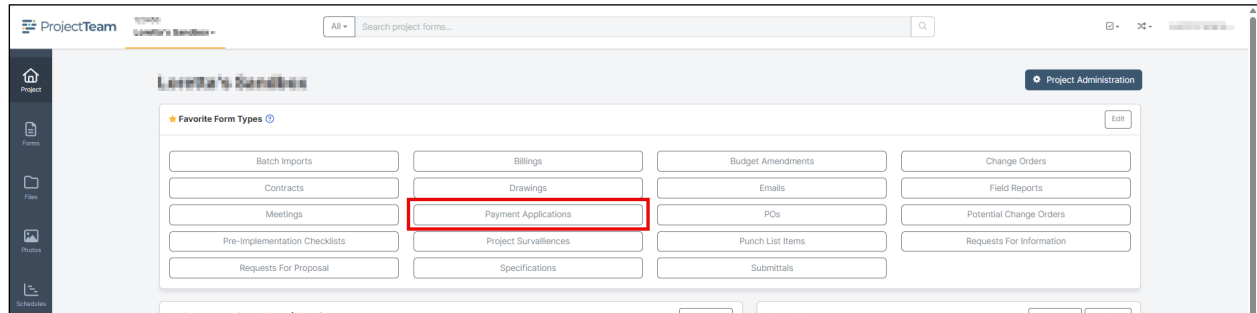 ProjectTeam
All
Search project forms...
Project
Forms
Files
Photos
Schedules
Loretta's Sandbox
Project Administration
Favorite Form Types
Edit
Batch Imports
Billings
Budget Amendments
Change Orders
Contracts
Drawings
Emails
Field Reports
Meetings
Payment Applications
POs
Potential Change Orders
Pre-Implementation Checklists
Project Survalliences
Punch List Items
Requests For Information
Requests For Proposal
Specifications
Submittals